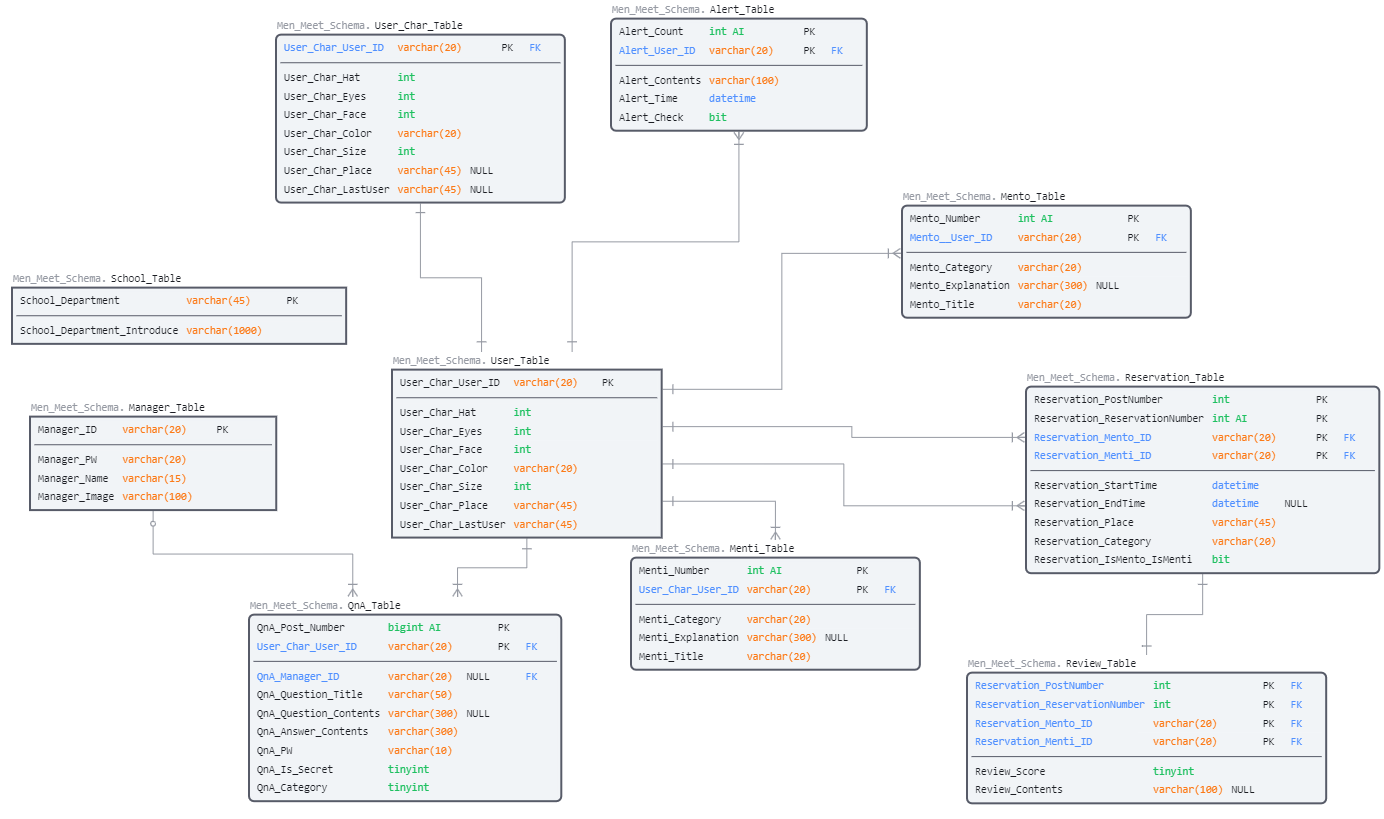 Men_Meet_Schema. User_Char_Table
User_Char_User_ID varchar(20) PK FK
User_Char_Hat int
User_Char_Eyes int
User_Char_Face int
User_Char_Color varchar(20)
User_Char_Size int
User_Char_Place varchar(45) NULL
User_Char_LastUser varchar(45) NULL
Men_Meet_Schema. Alert_Table
Alert_Count int AI PK
Alert_User_ID varchar(20) PK FK
Alert_Contents varchar(100)
Alert_Time datetime
Alert_Check bit
Men_Meet_Schema. Mento_Table
Mento_Number int AI PK
Mento__User_ID varchar(20) PK FK
Mento_Category varchar(20)
Mento_Explanation varchar(300) NULL
Mento_Title varchar(20)
Men_Meet_Schema. School_Table
School_Department varchar(45) PK
School_Department_Introduce varchar(1000)
Men_Meet_Schema. User_Table
User_Char_User_ID varchar(20) PK
User_Char_Hat int
User_Char_Eyes int
User_Char_Face int
User_Char_Color varchar(20)
User_Char_Size int
User_Char_Place varchar(45)
User_Char_LastUser varchar(45)
Men_Meet_Schema. Reservation_Table
Reservation_PostNumber int PK
Reservation_ReservationNumber int AI PK
Reservation_Mento_ID varchar(20) PK FK
Reservation_Menti_ID varchar(20) PK FK
Reservation_StartTime datetime
Reservation_EndTime datetime NULL
Reservation_Place varchar(45)
Reservation_Category varchar(20)
Reservation_IsMento_IsMenti bit
Men_Meet_Schema. Manager_Table
Manager_ID varchar(20) PK
Manager_PW varchar(20)
Manager_Name varchar(15)
Manager_Image varchar(100)
Men_Meet_Schema. Menti_Table
Menti_Number int AI PK
User_Char_User_ID varchar(20) PK FK
Menti_Category varchar(20)
Menti_Explanation varchar(300) NULL
Menti_Title varchar(20)
Men_Meet_Schema. QnA_Table
QnA_Post_Number bigint AI PK
User_Char_User_ID varchar(20) PK FK
QnA_Manager_ID varchar(20) NULL FK
QnA_Question_Title varchar(50)
QnA_Question_Contents varchar(300) NULL
QnA_Answer_Contents varchar(300)
QnA_PW varchar(10)
QnA_Is_Secret tinyint
QnA_Category tinyint
Men_Meet_Schema. Review_Table
Reservation_PostNumber int PK FK
Reservation_ReservationNumber int PK FK
Reservation_Mento_ID varchar(20) PK FK
Reservation_Menti_ID varchar(20) PK FK
Review_Score tinyint
Review_Contents varchar(100) NULL